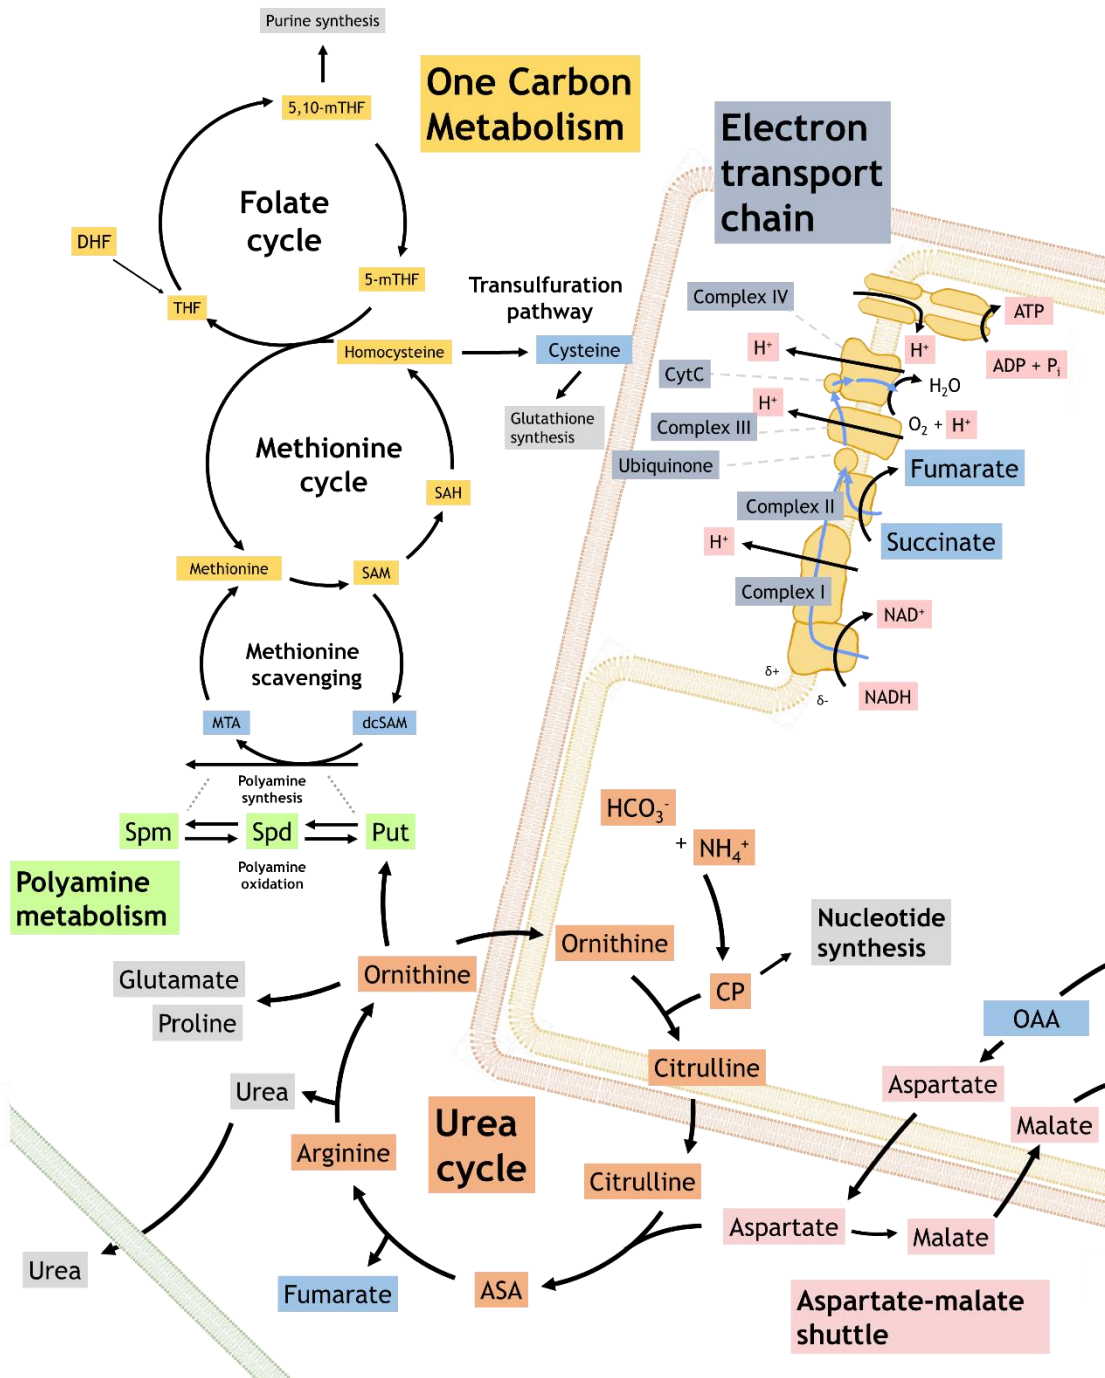 Purine synthesis
One Carbon
Metabolism
5,10-mTHF
Folate
cycle
DHF
THF
5-mTHF
Transulfuration
pathway
Homocysteine
Cysteine
Glutathione
synthesis
Methionine
cycle
SAH
Methionine
SAM
Methionine
scavenging
MTA
dcSAM
Polyamine
synthesis
Spm
Spd
Put
Polyamine
oxidation
Polyamine
metabolism
Electron
transport
chain
Complex IV
ATP
H⁺
H⁺
ADP + Pᵢ
CytC
H₂O
H⁺
Complex III
O₂ + H⁺
Ubiquinone
Fumarate
Complex II
Succinate
H⁺
Complex I
NAD⁺
δ+
δ-
NADH
HCO₃⁻
+ NH₄⁺
Nucleotide
synthesis
Ornithine
Ornithine
CP
Glutamate
Proline
OAA
Citrulline
Aspartate
Urea
Malate
Urea
cycle
Arginine
Citrulline
Aspartate
Malate
Urea
Fumarate
ASA
Aspartate-malate
shuttle